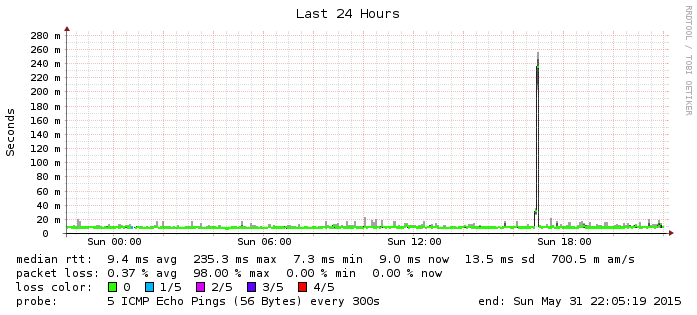 Last 24 Hours
RRDTOOL / TOBI OETIKER
Seconds
280 m
260 m
240 m
220 m
200 m
180 m
160 m
140 m
120 m
100 m
80 m
60 m
40 m
20 m
0
Sun 00:00 Sun 06:00 Sun 12:00 Sun 18:00
median rtt: 9.4 ms avg 235.3 ms max 7.3 ms min 9.0 ms now 13.5 ms sd 700.5 m am/s
packet loss: 0.37 % avg 98.00 % max 0.00 % min 0.00 % now
loss color: 0 1/5 2/5 3/5 4/5
probe: 5 ICMP Echo Pings (56 Bytes) every 300s end: Sun May 31 22:05:19 2015